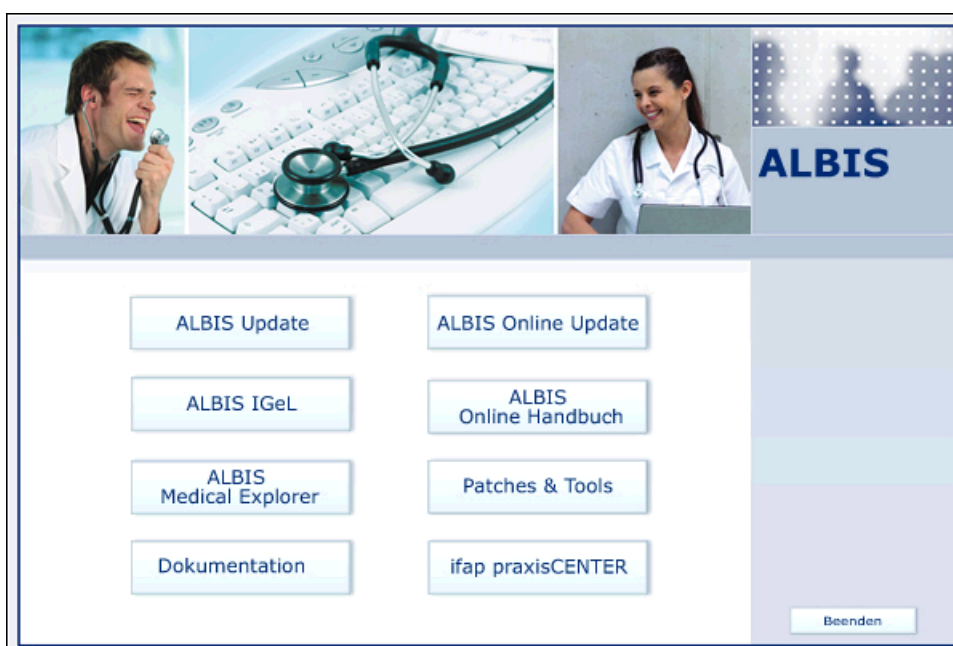 ALBIS
ALBIS Update
ALBIS Online Update
ALBIS IGeL
ALBIS
Online Handbuch
ALBIS
Medical Explorer
Patches & Tools
Dokumentation
ifap praxisCENTER
Beenden